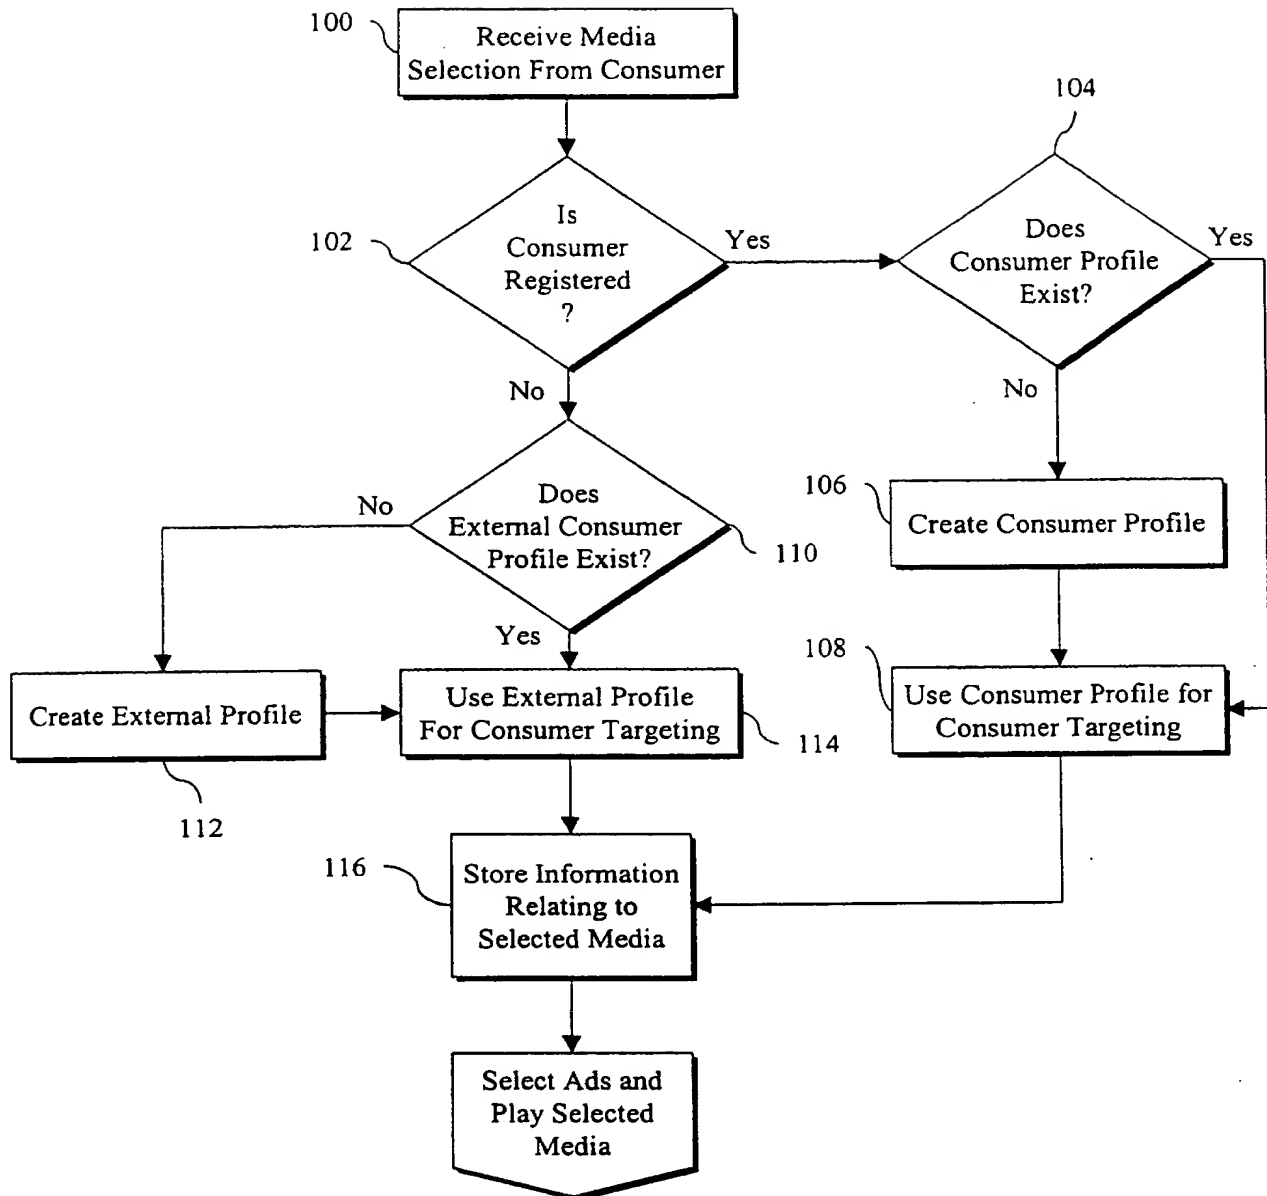 100
Receive Media
Selection From Consumer
104
102
Is
Consumer
Registered
?
Yes
Does
Consumer Profile
Exist?
Yes
No
No
No
Does
External Consumer
Profile Exist?
110
106
Create Consumer Profile
Yes
108
Create External Profile
Use External Profile
For Consumer Targeting
114
Use Consumer Profile for
Consumer Targeting
112
116
Store Information
Relating to
Selected Media
Select Ads and
Play Selected
Media